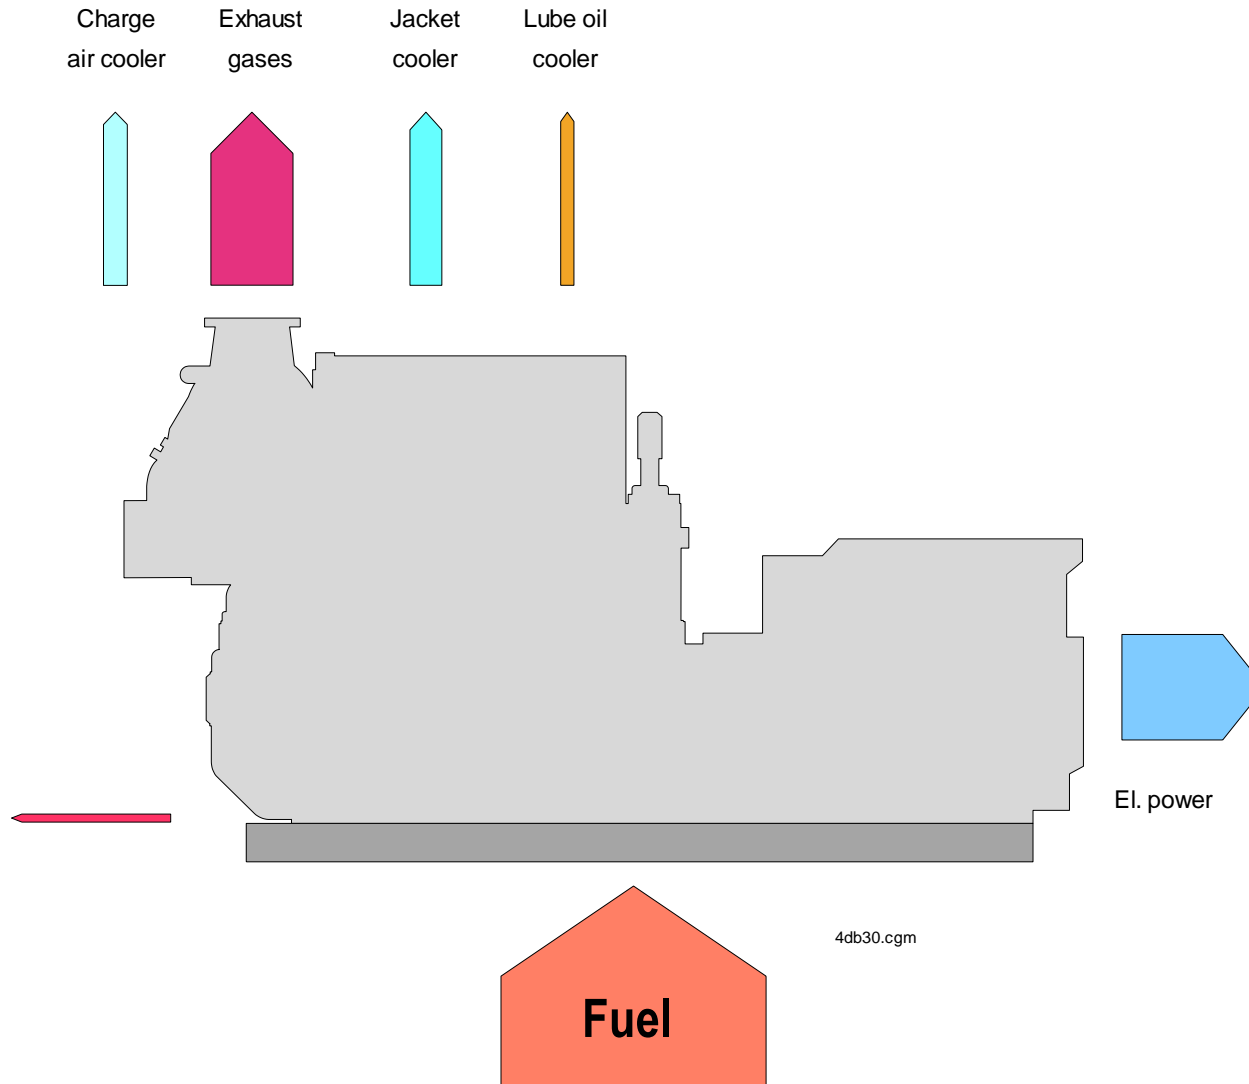 Charge
air cooler
Exhaust
gases
Jacket
cooler
Lube oil
cooler
El. power
4db30.cgm
Fuel